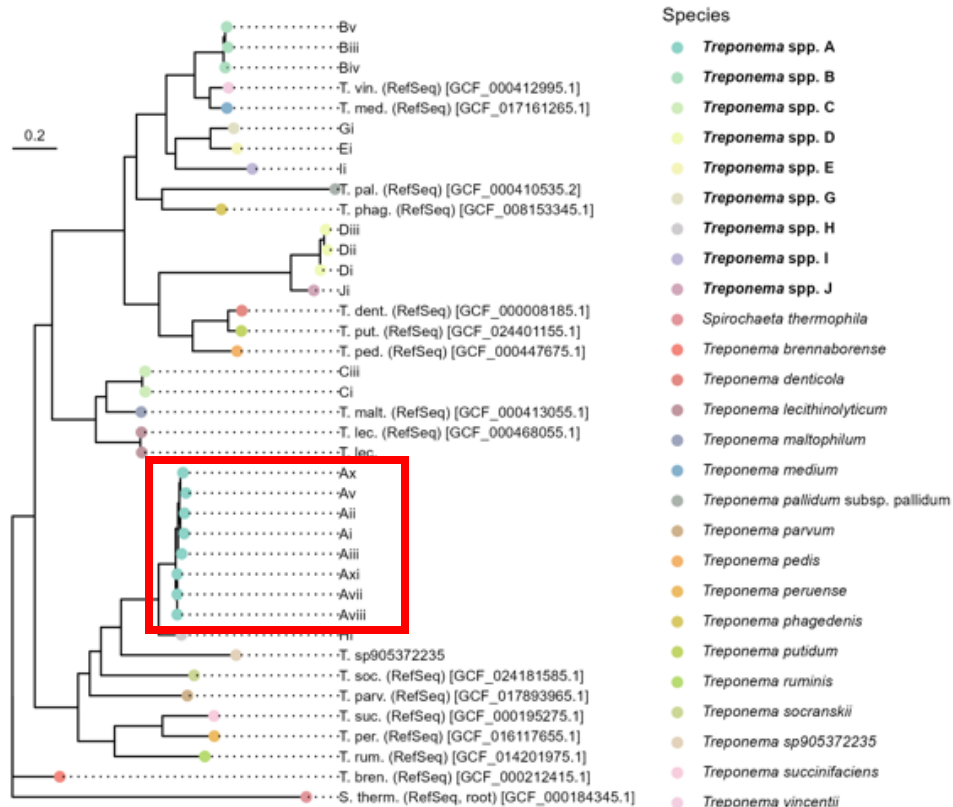 Species
0.2
Bv
Biii
Biv
T. vin. (RefSeq) [GCF_000412995.1]
T. med. (RefSeq) [GCF_017161265.1]
Gi
Ei
Ii
T. pal. (RefSeq) [GCF_000410535.2]
T. phag. (RefSeq) [GCF_008153345.1]
Diii
Dii
Di
Ji
T. dent. (RefSeq) [GCF_000008185.1]
T. put. (RefSeq) [GCF_024401155.1]
T. ped. (RefSeq) [GCF_000447675.1]
Ciii
Ci
T. malt. (RefSeq) [GCF_000413055.1]
T. lec. (RefSeq) [GCF_000468055.1]
T. lec.
Ax
Av
Aii
Ai
Aiii
Axi
Avii
Aviii
Hi
T. sp905372235
T. soc. (RefSeq) [GCF_024181585.1]
T. parv. (RefSeq) [GCF_017893965.1]
T. suc. (RefSeq) [GCF_000195275.1]
T. per. (RefSeq) [GCF_016117655.1]
T. rum. (RefSeq) [GCF_014201975.1]
T. bren. (RefSeq) [GCF_000212415.1]
S. therm. (RefSeq, root) [GCF_000184345.1]
Treponema spp. A
Treponema spp. B
Treponema spp. C
Treponema spp. D
Treponema spp. E
Treponema spp. G
Treponema spp. H
Treponema spp. I
Treponema spp. J
Spirochaeta thermophila
Treponema brennaborense
Treponema denticola
Treponema lecithinolyticum
Treponema maltophilum
Treponema medium
Treponema pallidum subsp. pallidum
Treponema parvum
Treponema pedis
Treponema peruense
Treponema phagedenis
Treponema putidum
Treponema ruminis
Treponema socranskii
Treponema sp905372235
Treponema succinifaciens
Treponema vincentii